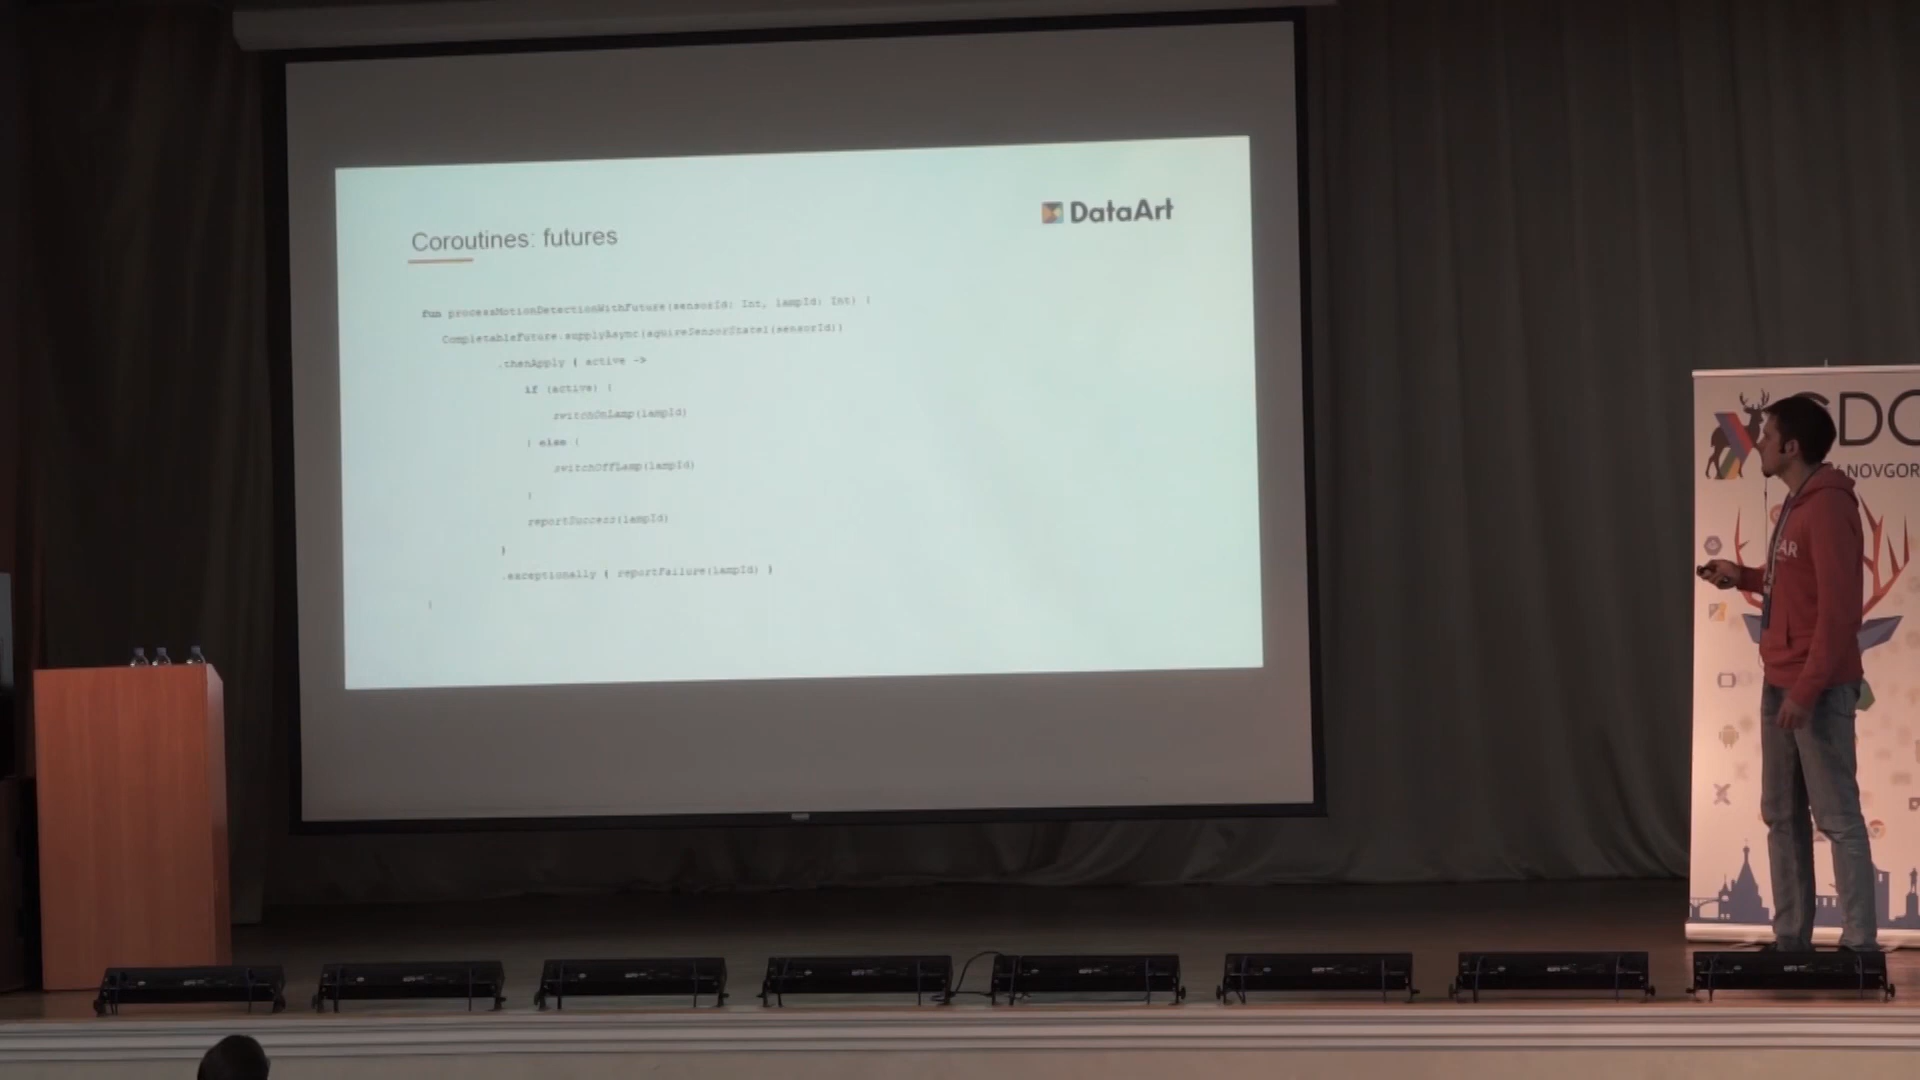 DataArt
Coroutines: futures
fun processMotionDetectionWithFuture(sensorId: Int, lampId: Int) {
CompletableFuture.supplyAsync(aquireSensorState1(sensorId))
.thenApply { active ->
if (active) {
switchOnLamp(lampId)
} else {
switchOffLamp(lampId)
}
reportSuccess(lampId)
}
.exceptionally { reportFailure(lampId) }
}